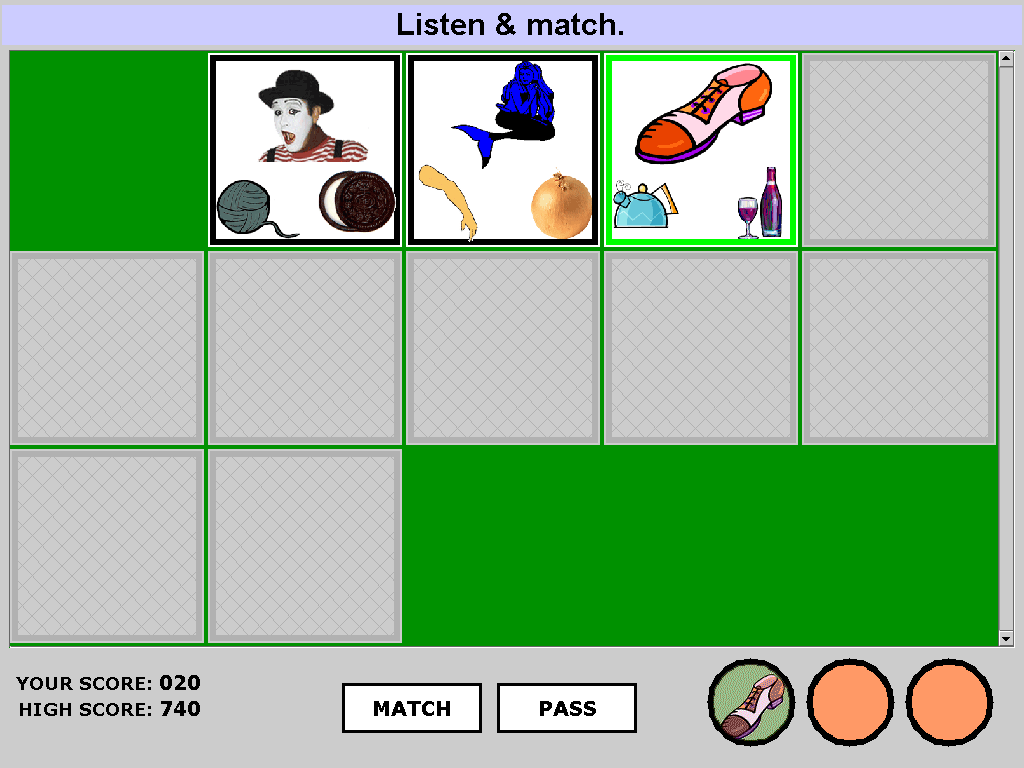 Listen & match.
YOUR SCORE: 020
HIGH SCORE: 740
MATCH
PASS